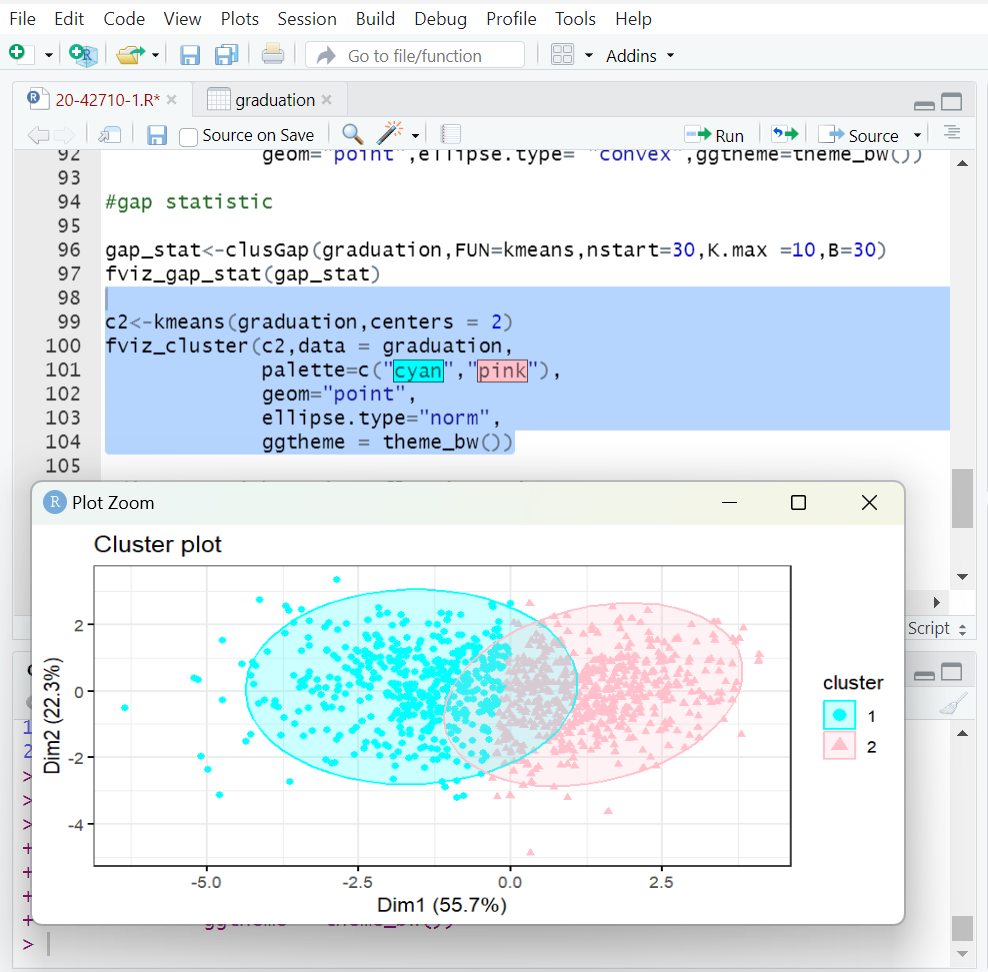 File Edit Code View Plots Session Build Debug Profile Tools Help
Go to file/function Addins
20-42710-1.R* graduation
Source on Save Run Source
92 geom="point",ellipse.type= "convex",ggtheme=theme_bw())
93
94 #gap statistic
95
96 gap_stat<-clusGap(graduation,FUN=kmeans,nstart=30,K.max =10,B=30)
97 fviz_gap_stat(gap_stat)
98
99 c2<-kmeans(graduation,centers = 2)
100 fviz_cluster(c2,data = graduation,
101 palette=c("cyan","pink"),
102 geom="point",
103 ellipse.type="norm",
104 ggtheme = theme_bw())
105
R Plot Zoom
Cluster plot
2
0
-2
-4
Dim2 (22.3%)
-5.0 -2.5 0.0 2.5
Dim1 (55.7%)
cluster
1
2
Script
1
2
>
>
>
+
+
+
+ ggtheme = theme_bw())
>